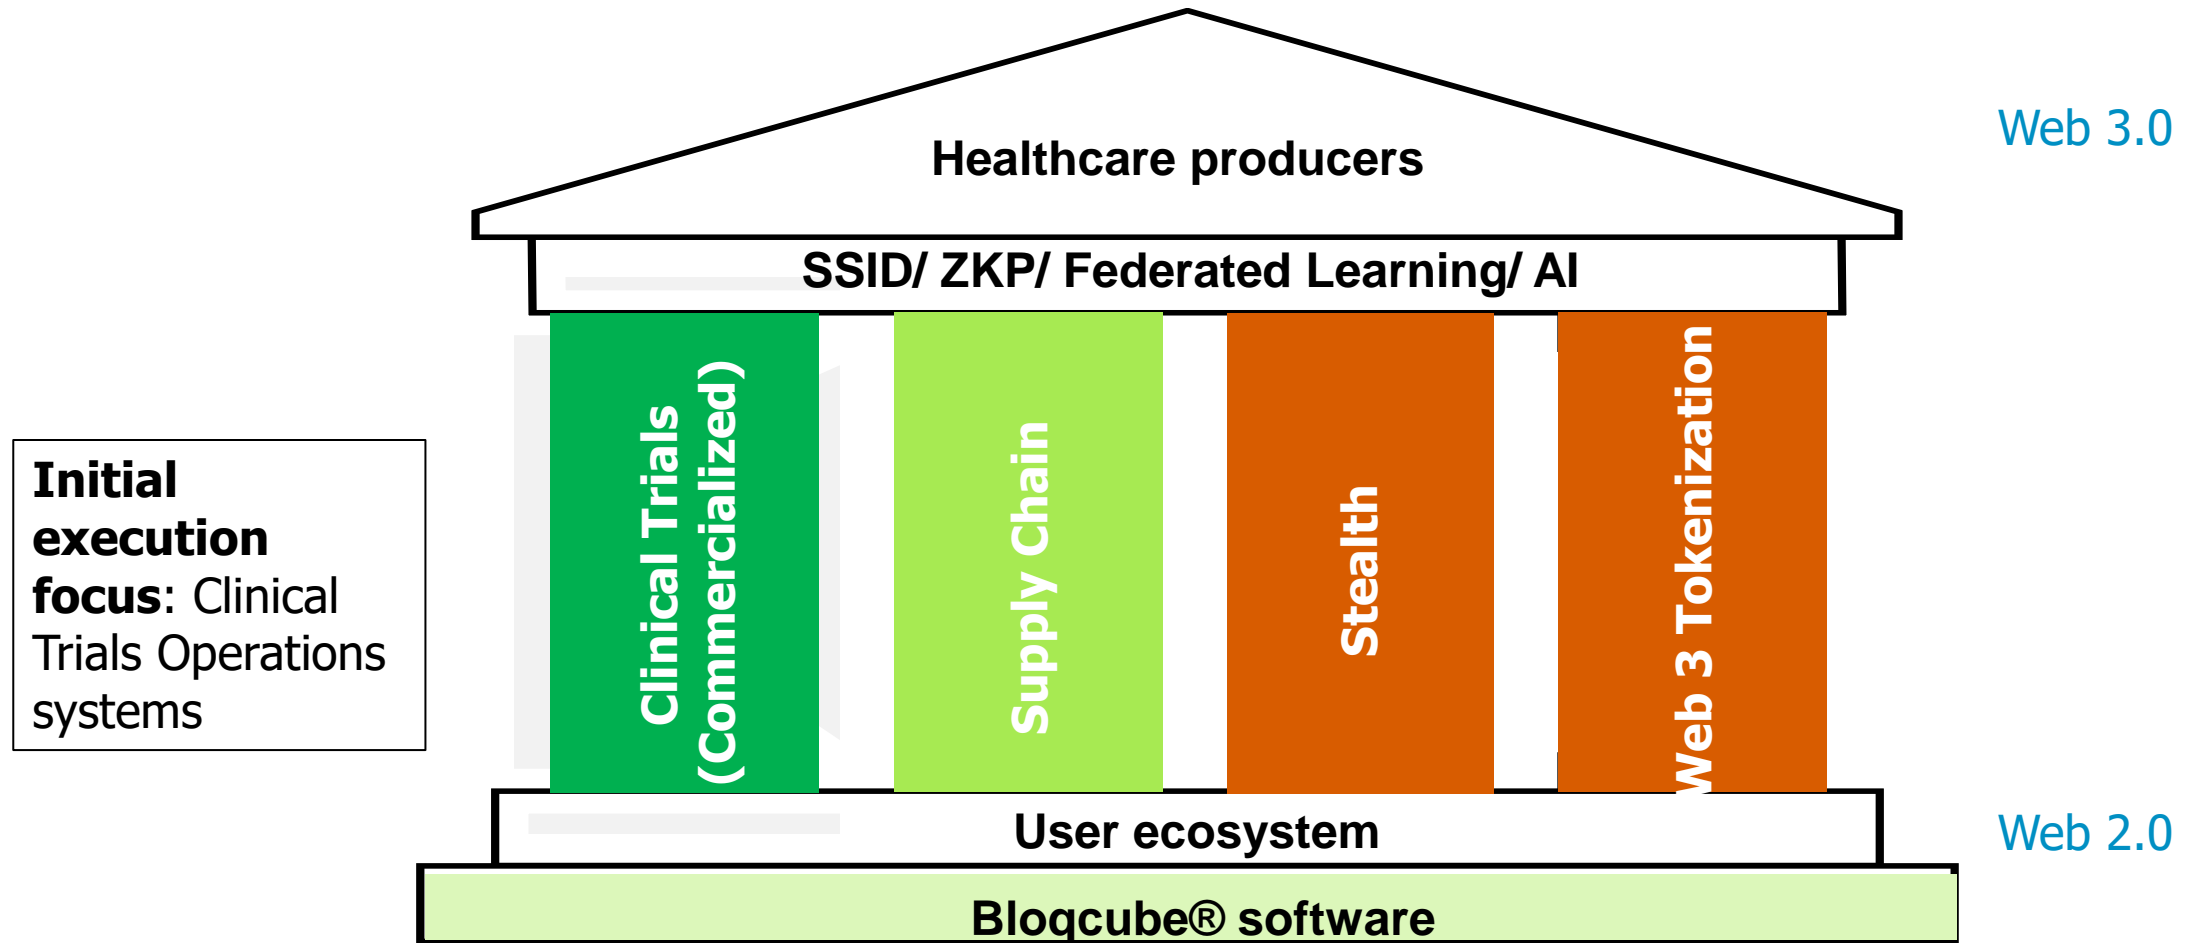 Web 3.0
Healthcare producers
SSID/ ZKP/ Federated Learning/ AI
Initial
execution
focus: Clinical
Trials Operations
systems
Clinical Trials
(Commercialized)
Supply Chain
Stealth
Web 3 Tokenization
User ecosystem
Web 2.0
Bloqcube® software